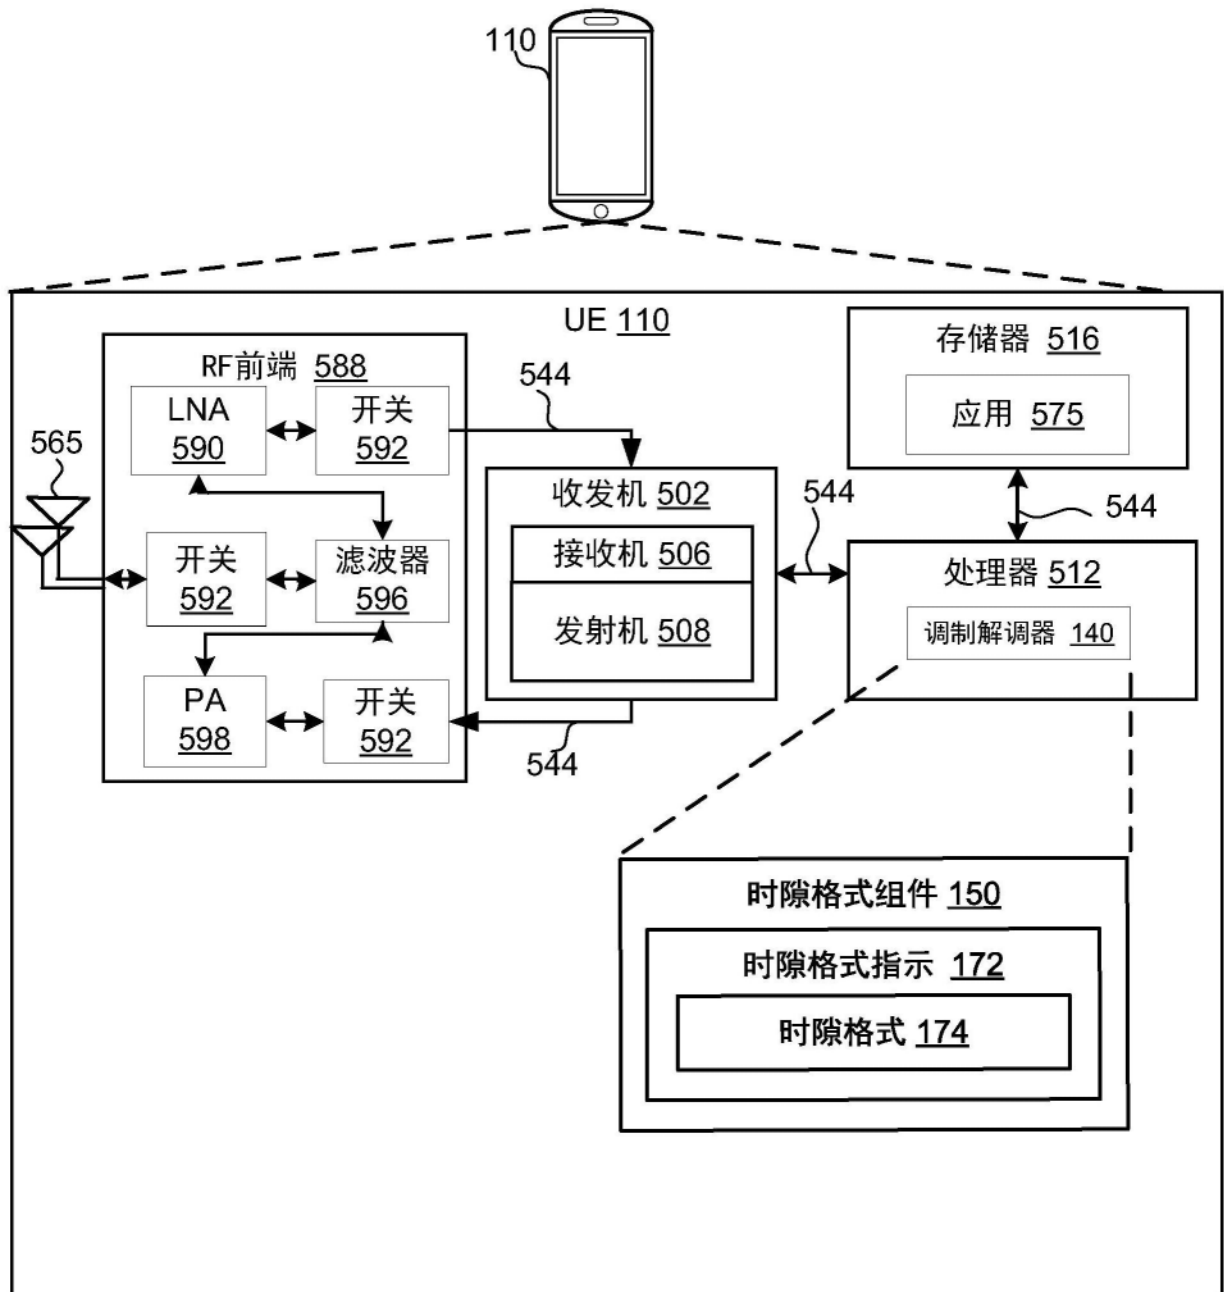 110
UE 110
RF前端 588
LNA
590
开关
592
544
565
开关
592
滤波器
596
PA
598
开关
592
544
收发机 502
接收机 506
发射机 508
544
存储器 516
应用 575
544
处理器 512
调制解调器 140
时隙格式组件 150
时隙格式指示 172
时隙格式 174